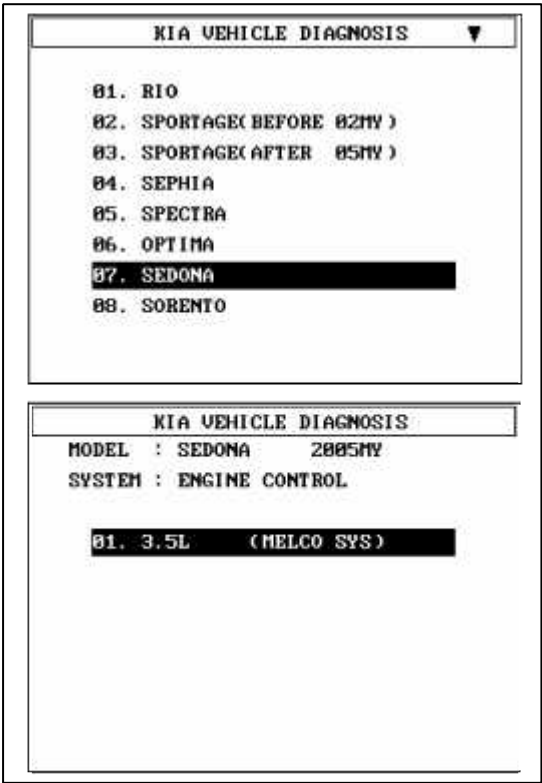 KIA VEHICLE DIAGNOSIS ▼
01. RIO
02. SPORTAGE(BEFORE 02MY)
03. SPORTAGE(AFTER 05MY)
04. SEPHIA
05. SPECTRA
06. OPTIMA
07. SEDONA
08. SORENTO
KIA VEHICLE DIAGNOSIS
MODEL : SEDONA 2005MY
SYSTEM : ENGINE CONTROL
01. 3.5L (MELCO SYS)